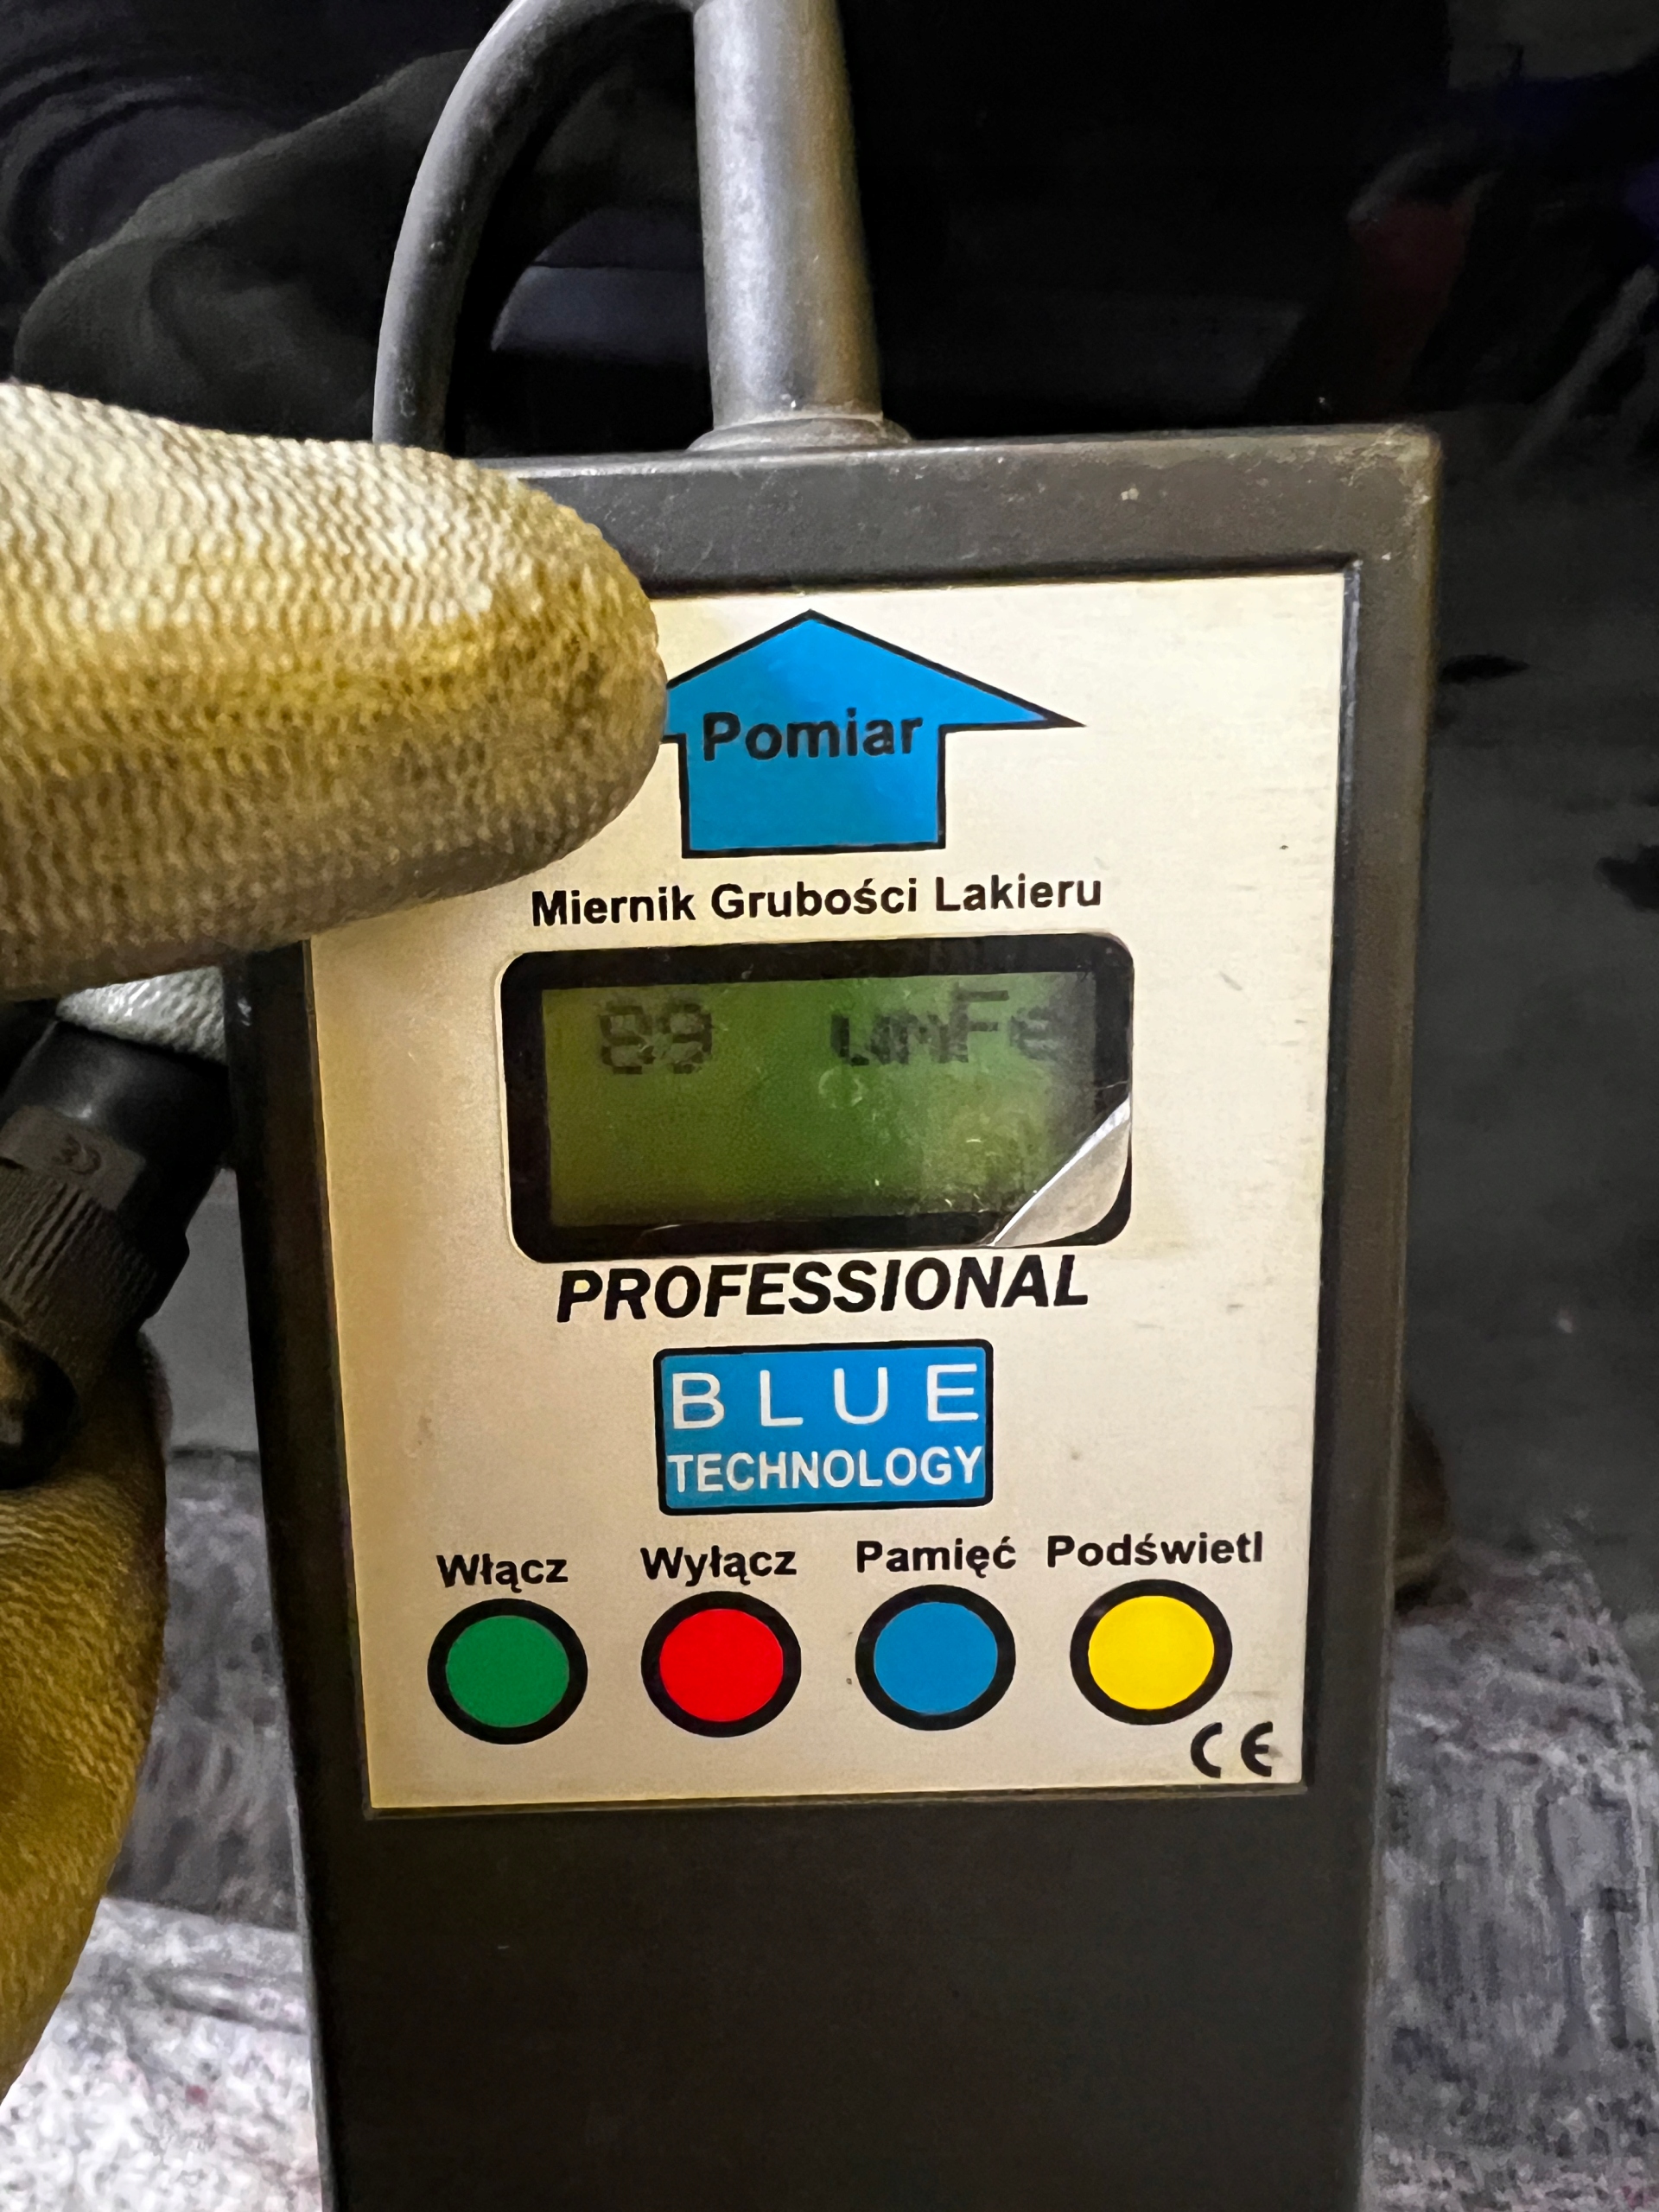 Pomiar
Miernik Grubości Lakieru
89 umFe
PROFESSIONAL
BLUE
TECHNOLOGY
Włącz Wyłącz Pamięć Podświetl
CE